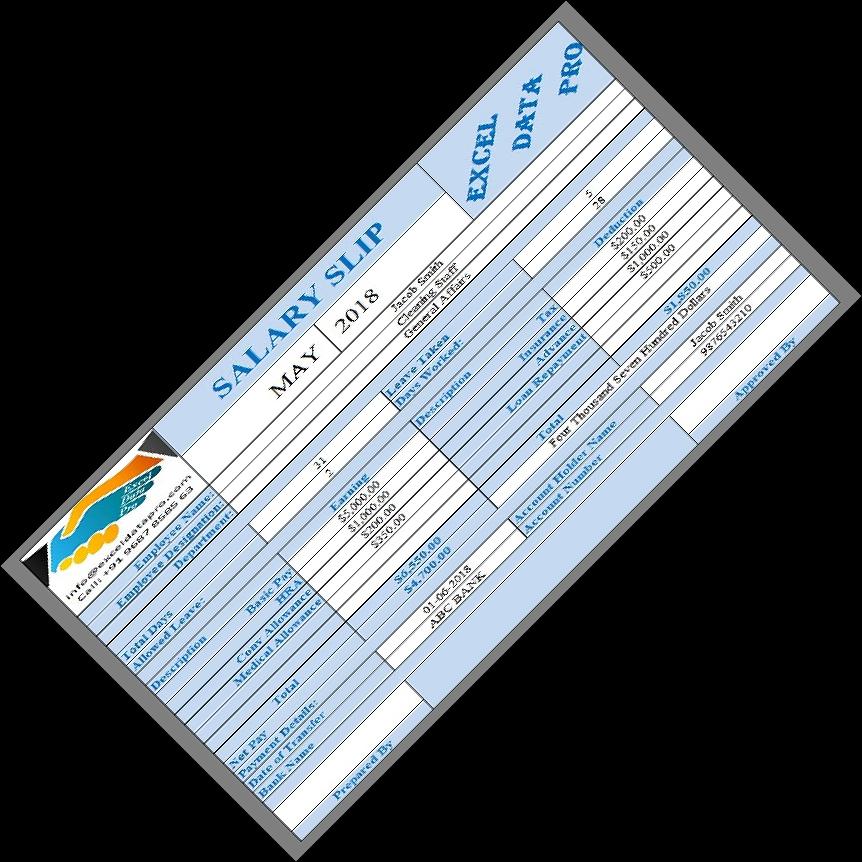 EXCEL DATA PRO
SALARY SLIP
MAY 2018
Excel
Data
Pro
info@exceldatapro.com
Call: +91 9687 8585 63
Employee Name: Jacob Smith
Employee Designation: Cleaning Staff
Department: General Affairs
Total Days 31 Leave Taken 5
Allowed Leave: 2 Days Worked: 28
Description Earning Description Deduction
Basic Pay $5,000.00 Tax $200.00
HRA $1,000.00 Insurance $150.00
Conv Allowance $200.00 Advance $1,000.00
Medical Allowance $350.00 Loan Repayment $500.00
Total $6,550.00 Total $1,850.00
Net Pay $4,700.00 Four Thousand Seven Hundred Dollars
Payment Details:
Date of Transfer 01-06-2018 Account Holder Name Jacob Smith
Bank Name ABC BANK Account Number 9876543210
Prepared By Approved By